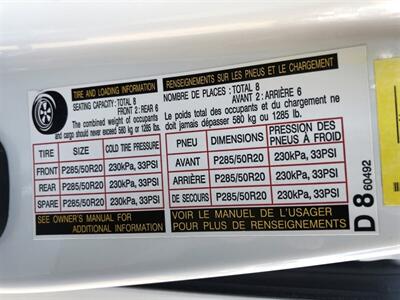 TIRE AND LOADING INFORMATION
SEATING CAPACITY: TOTAL 8
FRONT 2: REAR 6
The combined weight of occupants
and cargo should never exceed 580 kg or 1285 lbs.
TIRE SIZE COLD TIRE PRESSURE
FRONT P285/50R20 230kPa, 33PSI
REAR P285/50R20 230kPa, 33PSI
SPARE P285/50R20 230kPa, 33PSI
SEE OWNER'S MANUAL FOR
ADDITIONAL INFORMATION
RENSEIGNEMENTS SUR LES PNEUS ET LE CHARGEMENT
NOMBRE DE PLACES: TOTAL 8
AVANT 2: ARRIÈRE 6
Le poids total des occupants et du chargement ne
doit jamais dépasser 580 kg ou 1285 lb.
PNEU DIMENSIONS PRESSION DES
PNEUS À FROID
AVANT P285/50R20 230kPa, 33PSI
ARRIÈRE P285/50R20 230kPa, 33PSI
DE SECOURS P285/50R20 230kPa, 33PSI
VOIR LE MANUEL DE L'USAGER
POUR PLUS DE RENSEIGNEMENTS
D 8 60492